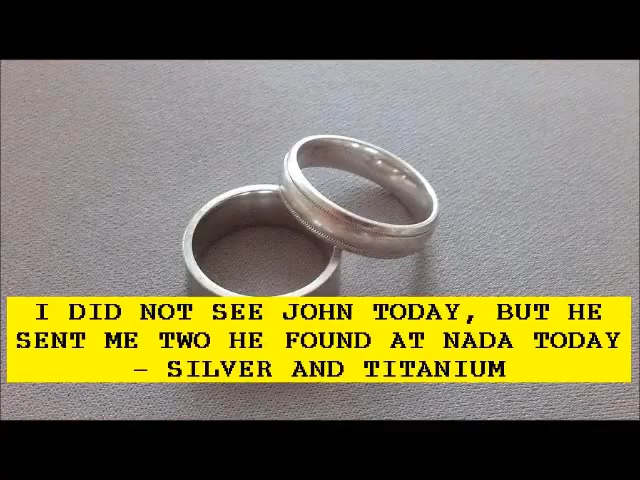 I DID NOT SEE JOHN TODAY, BUT HE
SENT ME TWO HE FOUND AT NADA TODAY
- SILVER AND TITANIUM